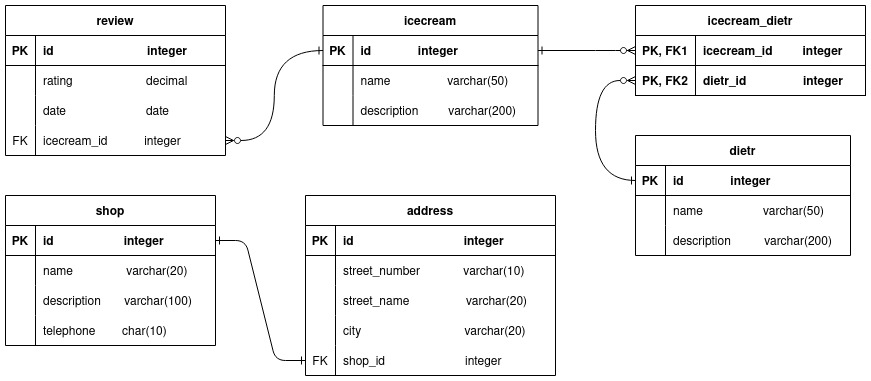 review
PK id integer
rating decimal
date date
FK icecream_id integer
icecream
PK id integer
name varchar(50)
description varchar(200)
icecream_dietr
PK, FK1 icecream_id integer
PK, FK2 dietr_id integer
dietr
PK id integer
name varchar(50)
description varchar(200)
shop
PK id integer
name varchar(20)
description varchar(100)
telephone char(10)
address
PK id integer
street_number varchar(10)
street_name varchar(20)
city varchar(20)
FK shop_id integer